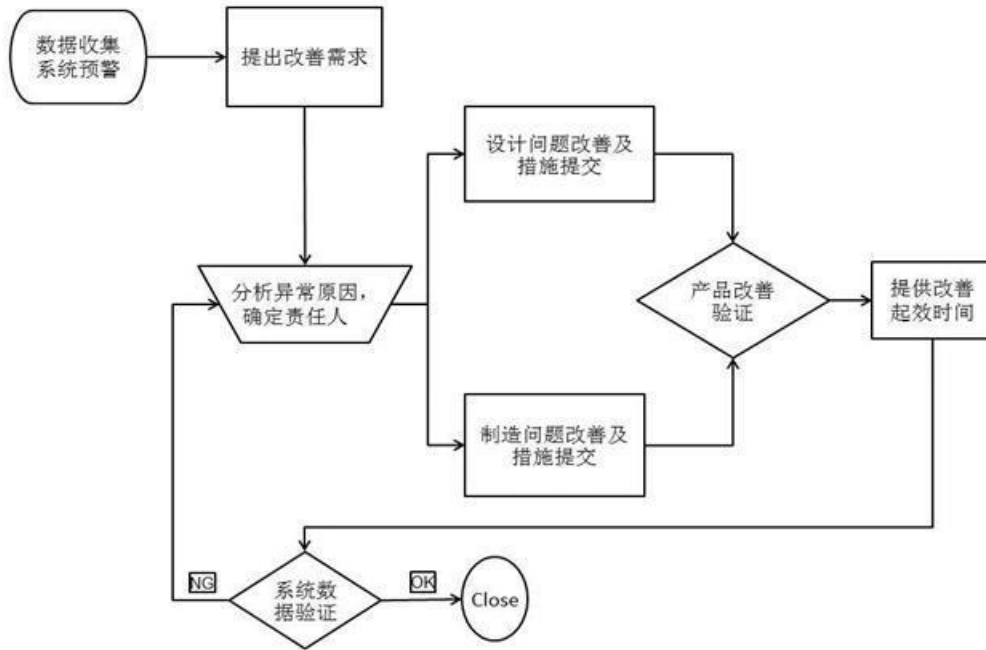 数据收集
系统预警
提出改善需求
设计问题改善及
措施提交
分析异常原因，
确定责任人
产品改善
验证
提供改善
起效时间
制造问题改善及
措施提交
NG
系统数
据验证
OK
Close